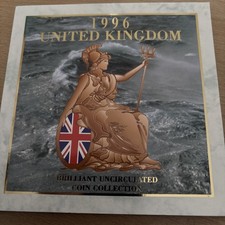 1996
UNITED KINGDOM
BRILLIANT UNCIRCULATED
COIN COLLECTION